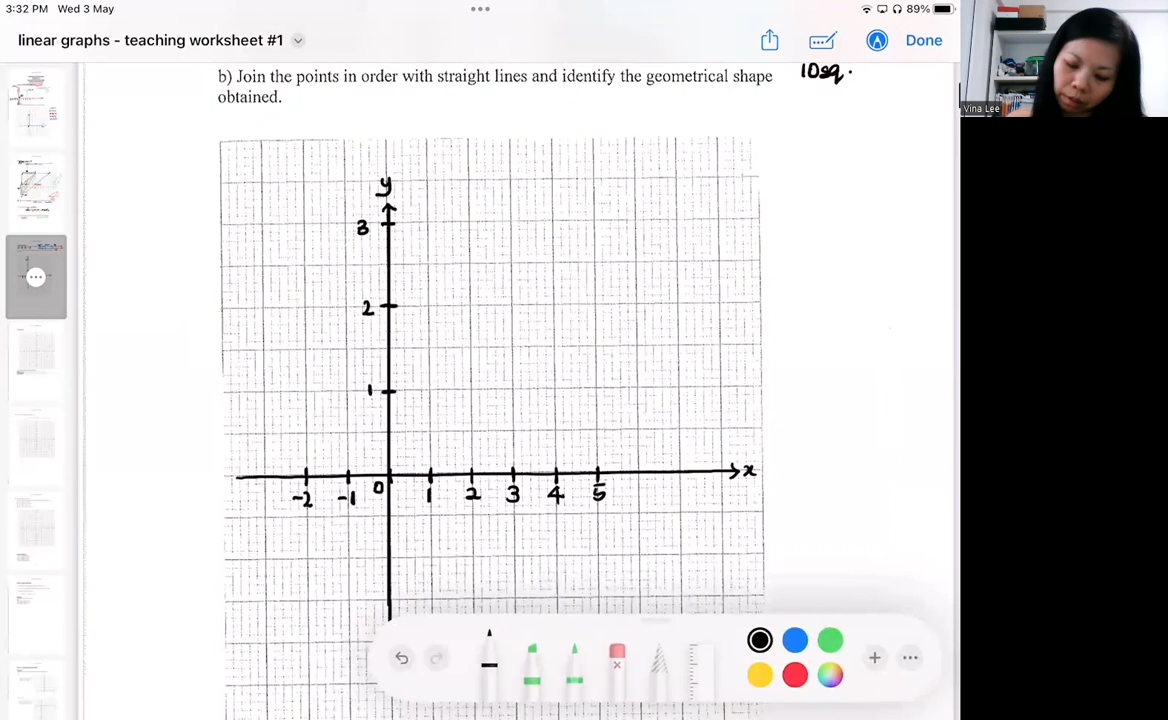 3:32 PM Wed 3 May
89%
linear graphs - teaching worksheet #1
Done
b) Join the points in order with straight lines and identify the geometrical shape
obtained.
10sq.
Vina Lee
y
3
2
1
-2 -1 0 1 2 3 4 5 x